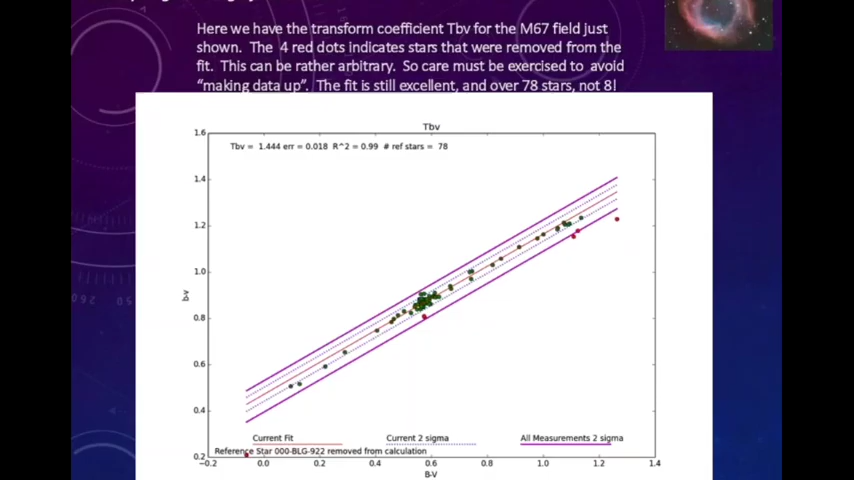 Here we have the transform coefficient Tbv for the M67 field just
shown. The 4 red dots indicates stars that were removed from the
fit. This can be rather arbitrary. So care must be exercised to avoid
“making data up”. The fit is still excellent, and over 78 stars, not 8!
Tbv
Tbv = 1.444 err = 0.018 R^2 = 0.99 # ref stars = 78
1.6
1.4
1.2
1.0
0.8
0.6
0.4
0.2
b-v
Current Fit
Current 2 sigma
All Measurements 2 sigma
Reference Star 000-BLG-922 removed from calculation
−0.2 0.0 0.2 0.4 0.6 0.8 1.0 1.2 1.4
B-V